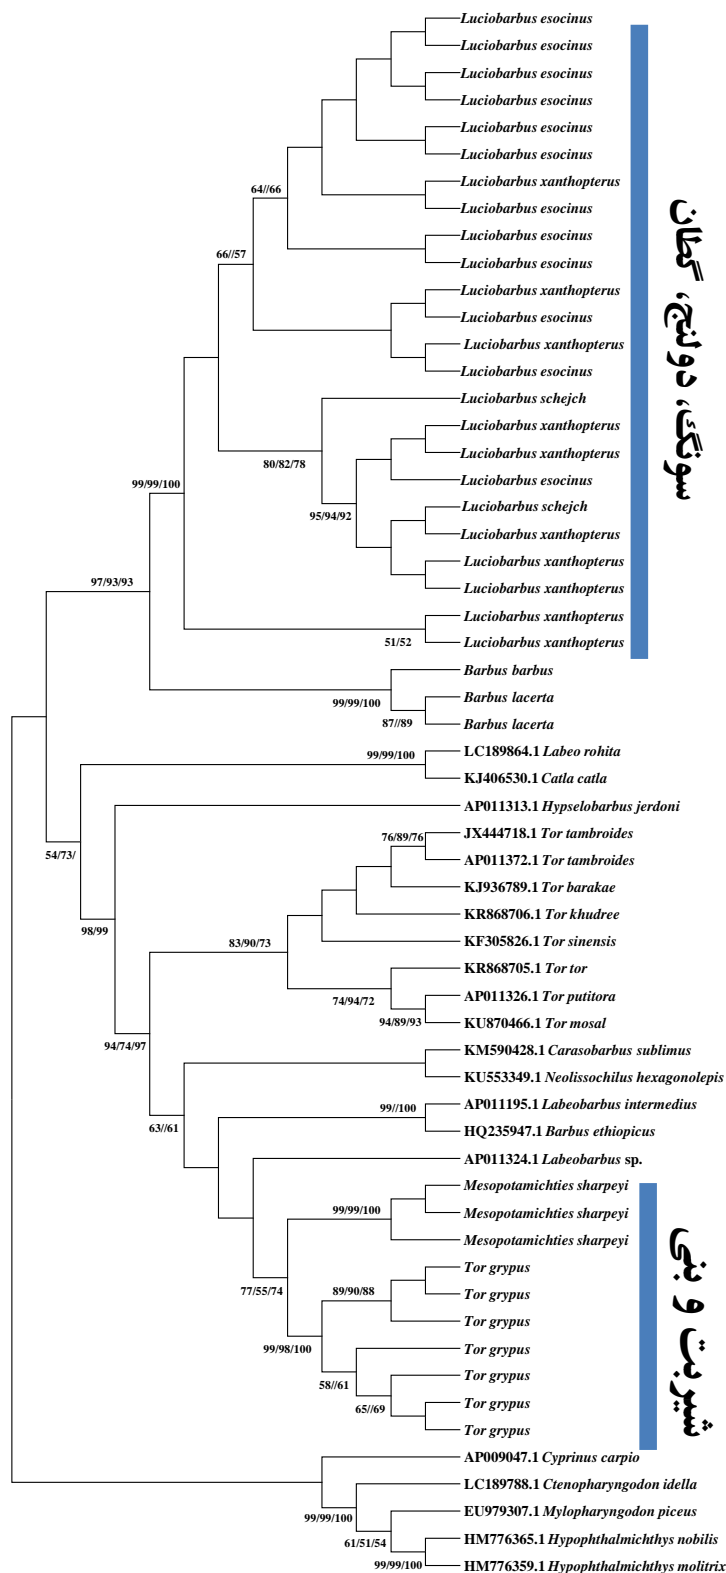 Luciobarbus esocinus
Luciobarbus esocinus
Luciobarbus esocinus
Luciobarbus esocinus
Luciobarbus esocinus
Luciobarbus esocinus
Luciobarbus xanthopterus
64//66
Luciobarbus esocinus
Luciobarbus esocinus
66//57
Luciobarbus esocinus
Luciobarbus xanthopterus
Luciobarbus esocinus
Luciobarbus xanthopterus
Luciobarbus esocinus
Luciobarbus schejch
Luciobarbus xanthopterus
Luciobarbus xanthopterus
80/82/78
Luciobarbus esocinus
99/99/100
Luciobarbus schejch
95/94/92
Luciobarbus xanthopterus
Luciobarbus xanthopterus
97/93/93
Luciobarbus xanthopterus
Luciobarbus xanthopterus
51/52
Luciobarbus xanthopterus
سونگ، دولنج، گطان
Barbus barbus
Barbus lacerta
99/99/100
87//89
Barbus lacerta
LC189864.1 Labeo rohita
99/99/100
KJ406530.1 Catla catla
AP011313.1 Hypselobarbus jerdoni
JX444718.1 Tor tambroides
76/89/76
54/73/
AP011372.1 Tor tambroides
KJ936789.1 Tor barakae
KR868706.1 Tor khudree
98/99
KF305826.1 Tor sinensis
83/90/73
KR868705.1 Tor tor
AP011326.1 Tor putitora
74/94/72
94/89/93
KU870466.1 Tor mosal
94/74/97
KM590428.1 Carasobarbus sublimus
KU553349.1 Neolissochilus hexagonolepis
AP011195.1 Labeobarbus intermedius
99//100
63//61
HQ235947.1 Barbus ethiopicus
AP011324.1 Labeobarbus sp.
Mesopotamichties sharpeyi
99/99/100
Mesopotamichties sharpeyi
Mesopotamichties sharpeyi
Tor grypus
89/90/88
77/55/74
Tor grypus
Tor grypus
99/98/100
Tor grypus
58//61
Tor grypus
Tor grypus
65//69
Tor grypus
شیربت و بنی
AP009047.1 Cyprinus carpio
LC189788.1 Ctenopharyngodon idella
EU979307.1 Mylopharyngodon piceus
99/99/100
HM776365.1 Hypophthalmichthys nobilis
61/51/54
HM776359.1 Hypophthalmichthys molitrix
99/99/100